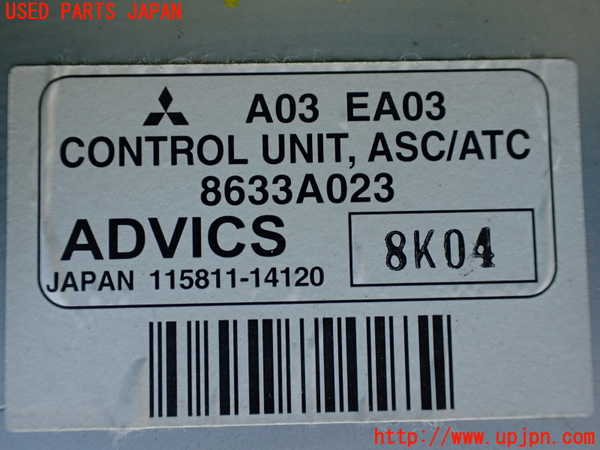 USED PARTS JAPAN
A03 EA03
CONTROL UNIT, ASC/ATC
8633A023
ADVICS
8K04
JAPAN 115811-14120
http://www.upjpn.com